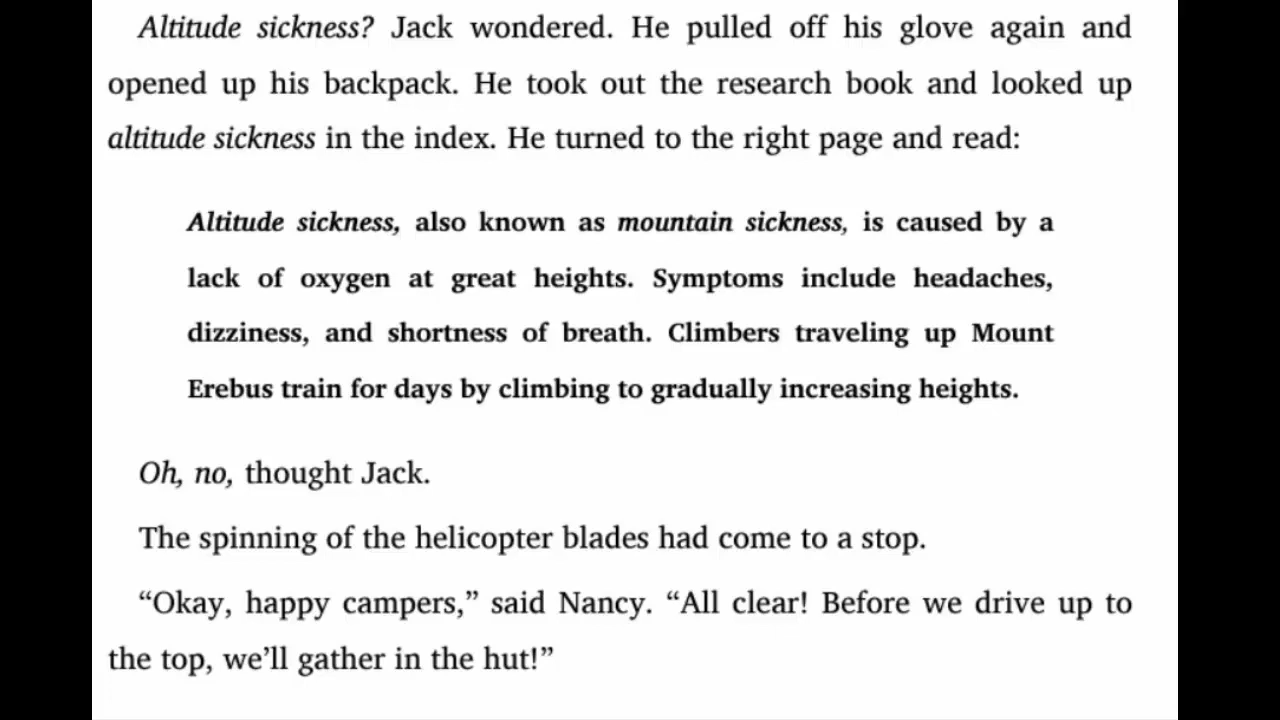 Altitude sickness? Jack wondered. He pulled off his glove again and
opened up his backpack. He took out the research book and looked up
altitude sickness in the index. He turned to the right page and read:
Altitude sickness, also known as mountain sickness, is caused by a
lack of oxygen at great heights. Symptoms include headaches,
dizziness, and shortness of breath. Climbers traveling up Mount
Erebus train for days by climbing to gradually increasing heights.
Oh, no, thought Jack.
The spinning of the helicopter blades had come to a stop.
“Okay, happy campers,” said Nancy. “All clear! Before we drive up to
the top, we’ll gather in the hut!”